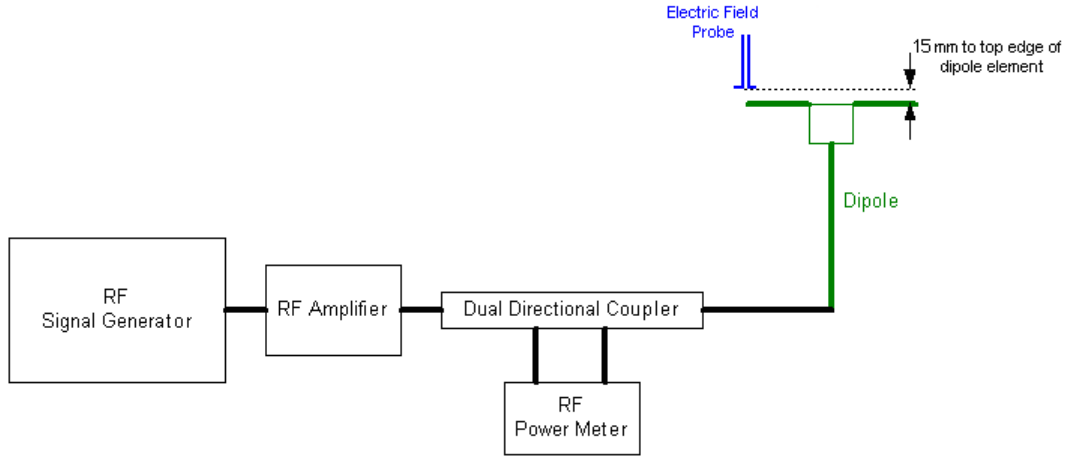 Electric Field
Probe
15 mm to top edge of
dipole element
Dipole
RF
Signal Generator
RF Amplifier
Dual Directional Coupler
RF
Power Meter